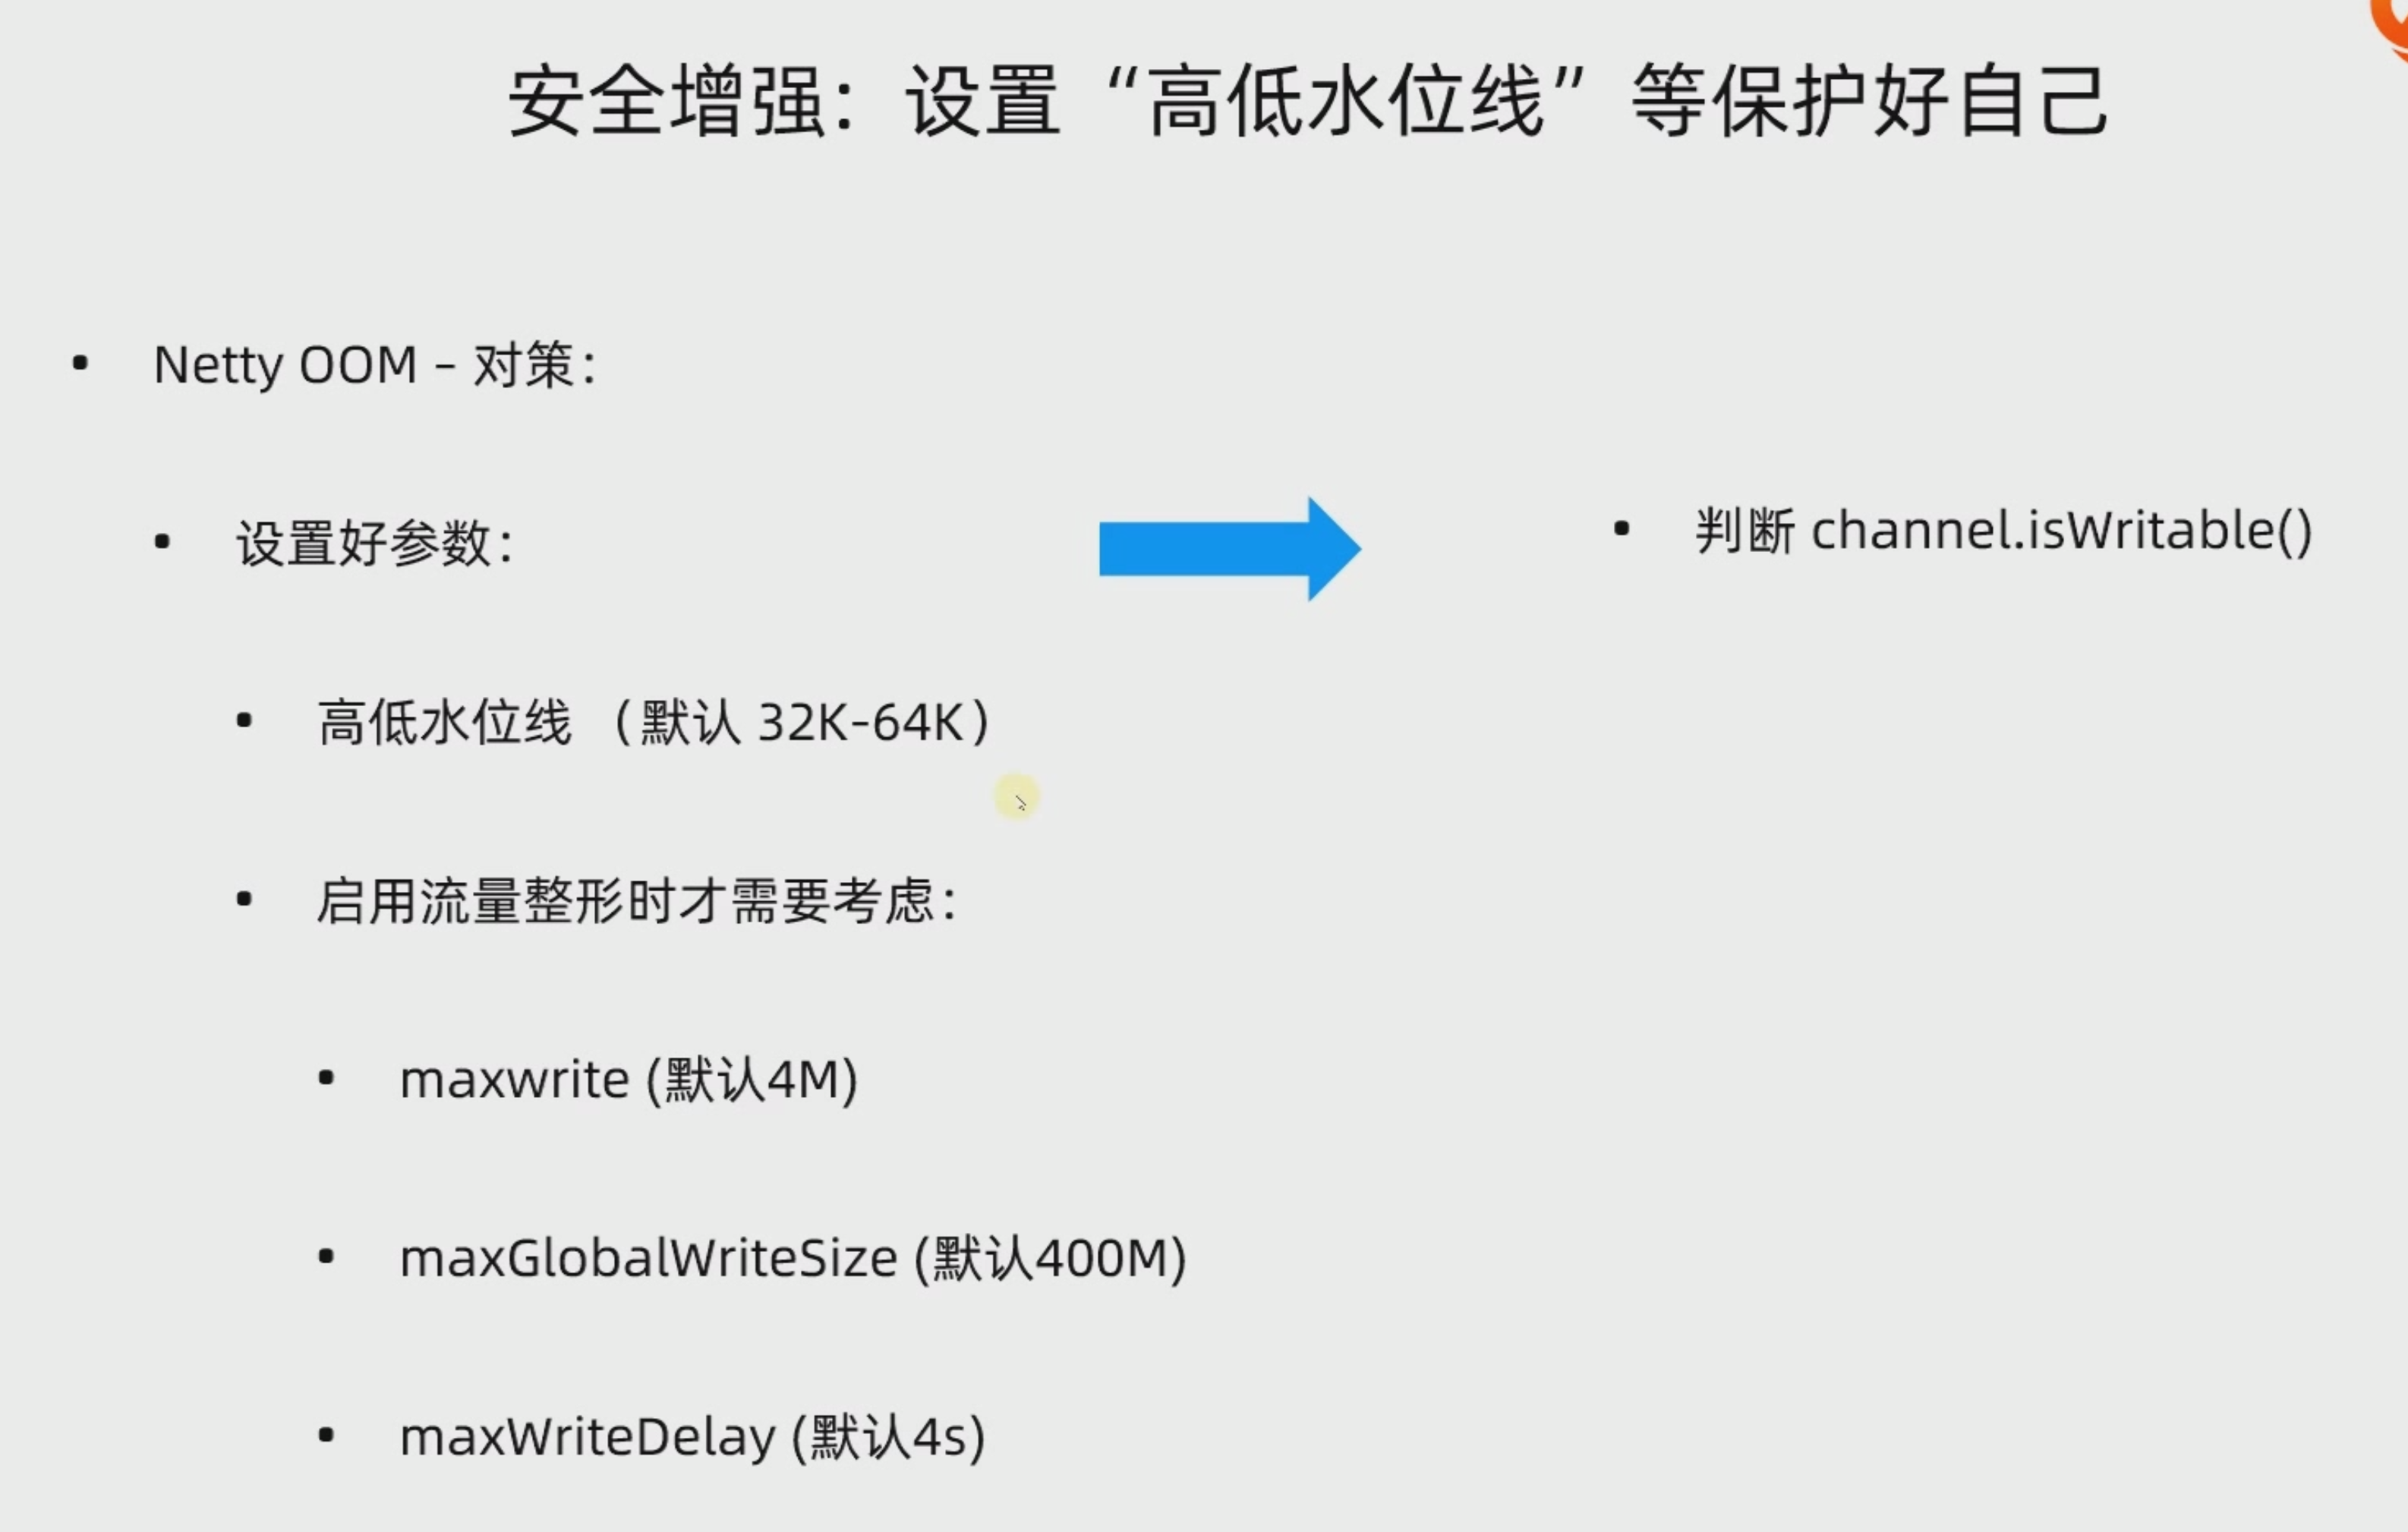 安全增强：设置“高低水位线”等保护好自己
Netty OOM – 对策：
设置好参数：
判断 channel.isWritable()
高低水位线 （默认 32K-64K）
启用流量整形时才需要考虑：
maxwrite (默认4M)
maxGlobalWriteSize (默认400M)
maxWriteDelay (默认4s)